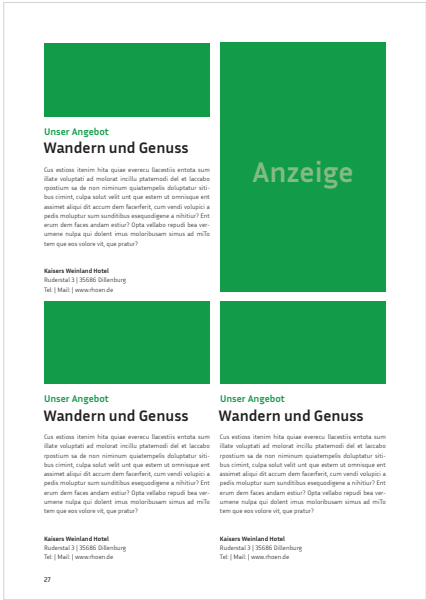 Unser Angebot
Wandern und Genuss
Cus estioss itenim hita quiae everecu llacestiis entota sum
illate voluptati ad molorat incillu ptatemodi del et laccabo
rpostium sa de non niminum quiatempelis doluptatur siti-
bus cimint, culpa solut velit unt que estem ut omnisque ent
assimet aliqui dit accum dem facerferit, cum vendi volupici a
pedis moluptur sum sunditibus esequodigene a nihitiur? Ent
erum dem faces andam estiur? Opta vellabo repudi bea ver-
umene nulpa qui dolent imus moloribusam simus ad miTo
tem que eos volore vit, que pratur?
Kaisers Weinland Hotel
Ruderstal 3 | 35686 Dillenburg
Tel: | Mail: | www.rhoen.de
Anzeige
Unser Angebot
Wandern und Genuss
Cus estioss itenim hita quiae everecu llacestiis entota sum
illate voluptati ad molorat incillu ptatemodi del et laccabo
rpostium sa de non niminum quiatempelis doluptatur siti-
bus cimint, culpa solut velit unt que estem ut omnisque ent
assimet aliqui dit accum dem facerferit, cum vendi volupici a
pedis moluptur sum sunditibus esequodigene a nihitiur? Ent
erum dem faces andam estiur? Opta vellabo repudi bea ver-
umene nulpa qui dolent imus moloribusam simus ad miTo
tem que eos volore vit, que pratur?
Kaisers Weinland Hotel
Ruderstal 3 | 35686 Dillenburg
Tel: | Mail: | www.rhoen.de
Unser Angebot
Wandern und Genuss
Cus estioss itenim hita quiae everecu llacestiis entota sum
illate voluptati ad molorat incillu ptatemodi del et laccabo
rpostium sa de non niminum quiatempelis doluptatur siti-
bus cimint, culpa solut velit unt que estem ut omnisque ent
assimet aliqui dit accum dem facerferit, cum vendi volupici a
pedis moluptur sum sunditibus esequodigene a nihitiur? Ent
erum dem faces andam estiur? Opta vellabo repudi bea ver-
umene nulpa qui dolent imus moloribusam simus ad miTo
tem que eos volore vit, que pratur?
Kaisers Weinland Hotel
Ruderstal 3 | 35686 Dillenburg
Tel: | Mail: | www.rhoen.de
27